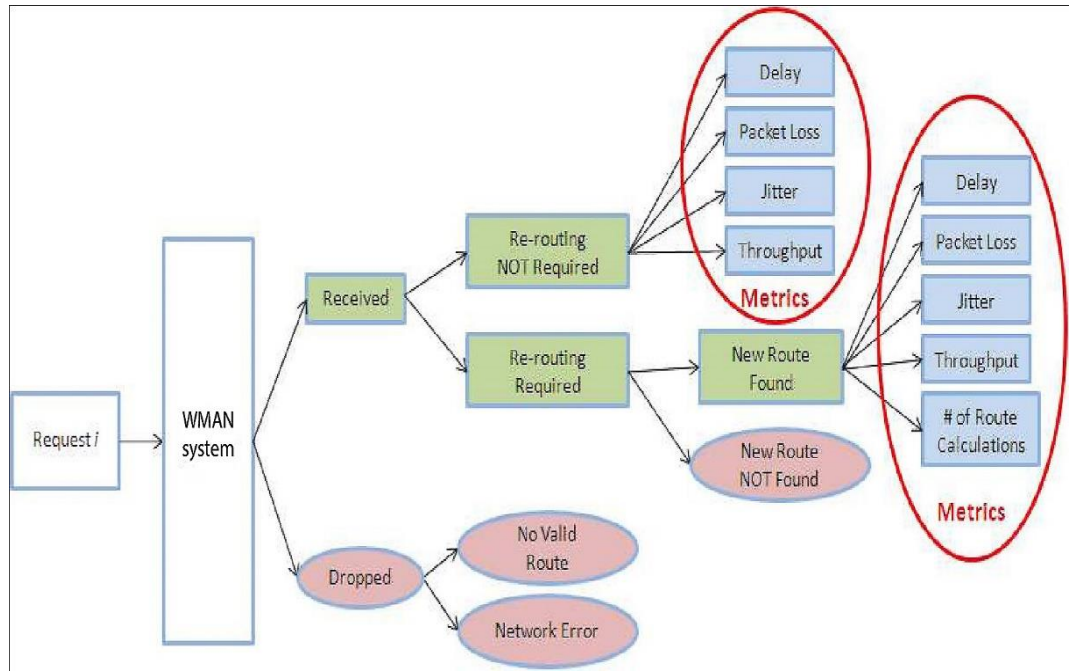 Request i
WMAN
system
Received
Dropped
Re-routing
NOT Required
Re-routing
Required
No Valid
Route
Network Error
Delay
Packet Loss
Jitter
Throughput
Metrics
New Route
Found
New Route
NOT Found
Delay
Packet Loss
Jitter
Throughput
# of Route
Calculations
Metrics